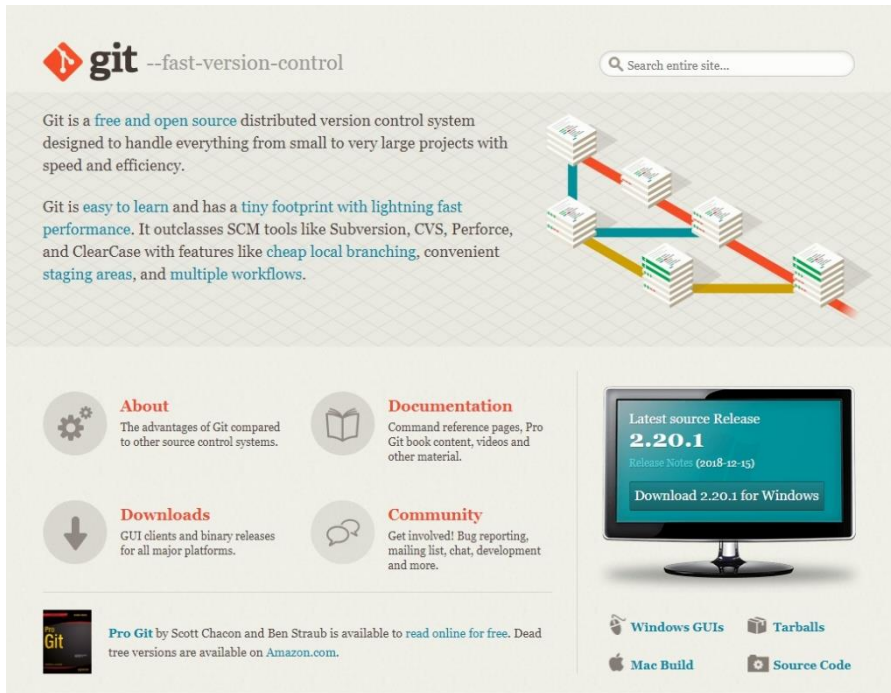 git --fast-version-control
Search entire site...
Git is a free and open source distributed version control system
designed to handle everything from small to very large projects with
speed and efficiency.
Git is easy to learn and has a tiny footprint with lightning fast
performance. It outclasses SCM tools like Subversion, CVS, Perforce,
and ClearCase with features like cheap local branching, convenient
staging areas, and multiple workflows.
About
The advantages of Git compared
to other source control systems.
Documentation
Command reference pages, Pro
Git book content, videos and
other material.
Downloads
GUI clients and binary releases
for all major platforms.
Community
Get involved! Bug reporting,
mailing list, chat, development
and more.
Pro
Git
Pro Git by Scott Chacon and Ben Straub is available to read online for free. Dead
tree versions are available on Amazon.com.
Latest source Release
2.20.1
Release Notes (2018-12-15)
Download 2.20.1 for Windows
Windows GUIs
Tarballs
Mac Build
Source Code